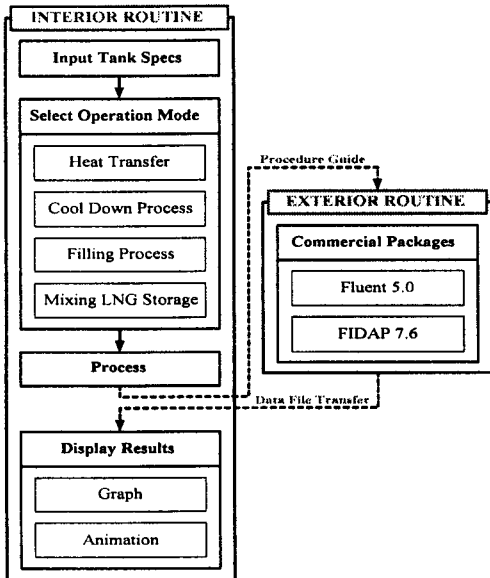 INTERIOR ROUTINE
Input Tank Specs
Select Operation Mode
Heat Transfer
Cool Down Process
Filling Process
Mixing LNG Storage
Process
Display Results
Graph
Animation
Procedure Guide
EXTERIOR ROUTINE
Commercial Packages
Fluent 5.0
FIDAP 7.6
Data File Transfer